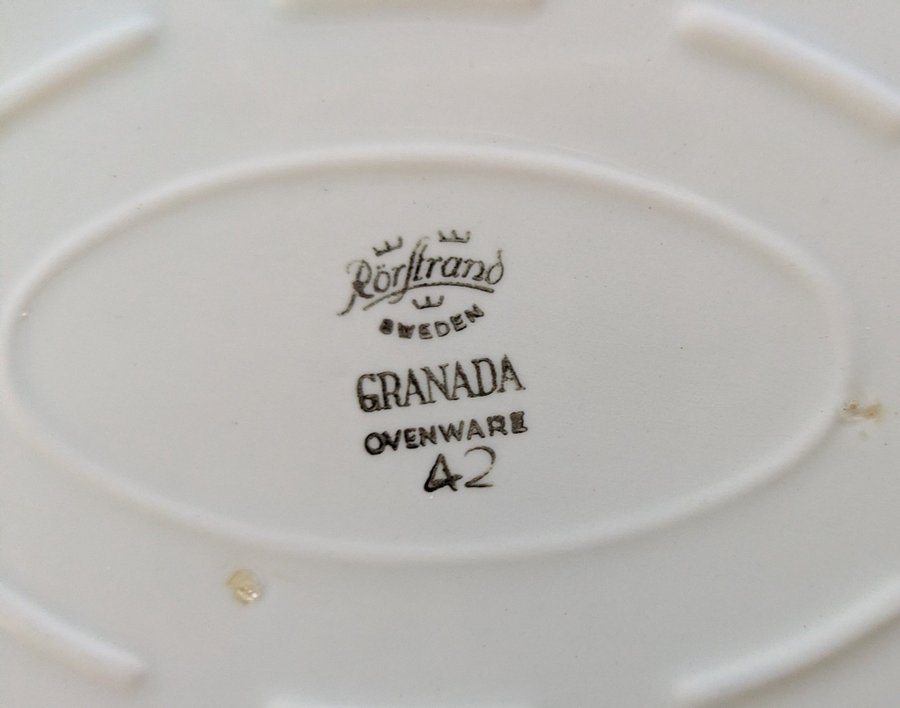 Rörstrand
SWEDEN
GRANADA
OVENWARE
42